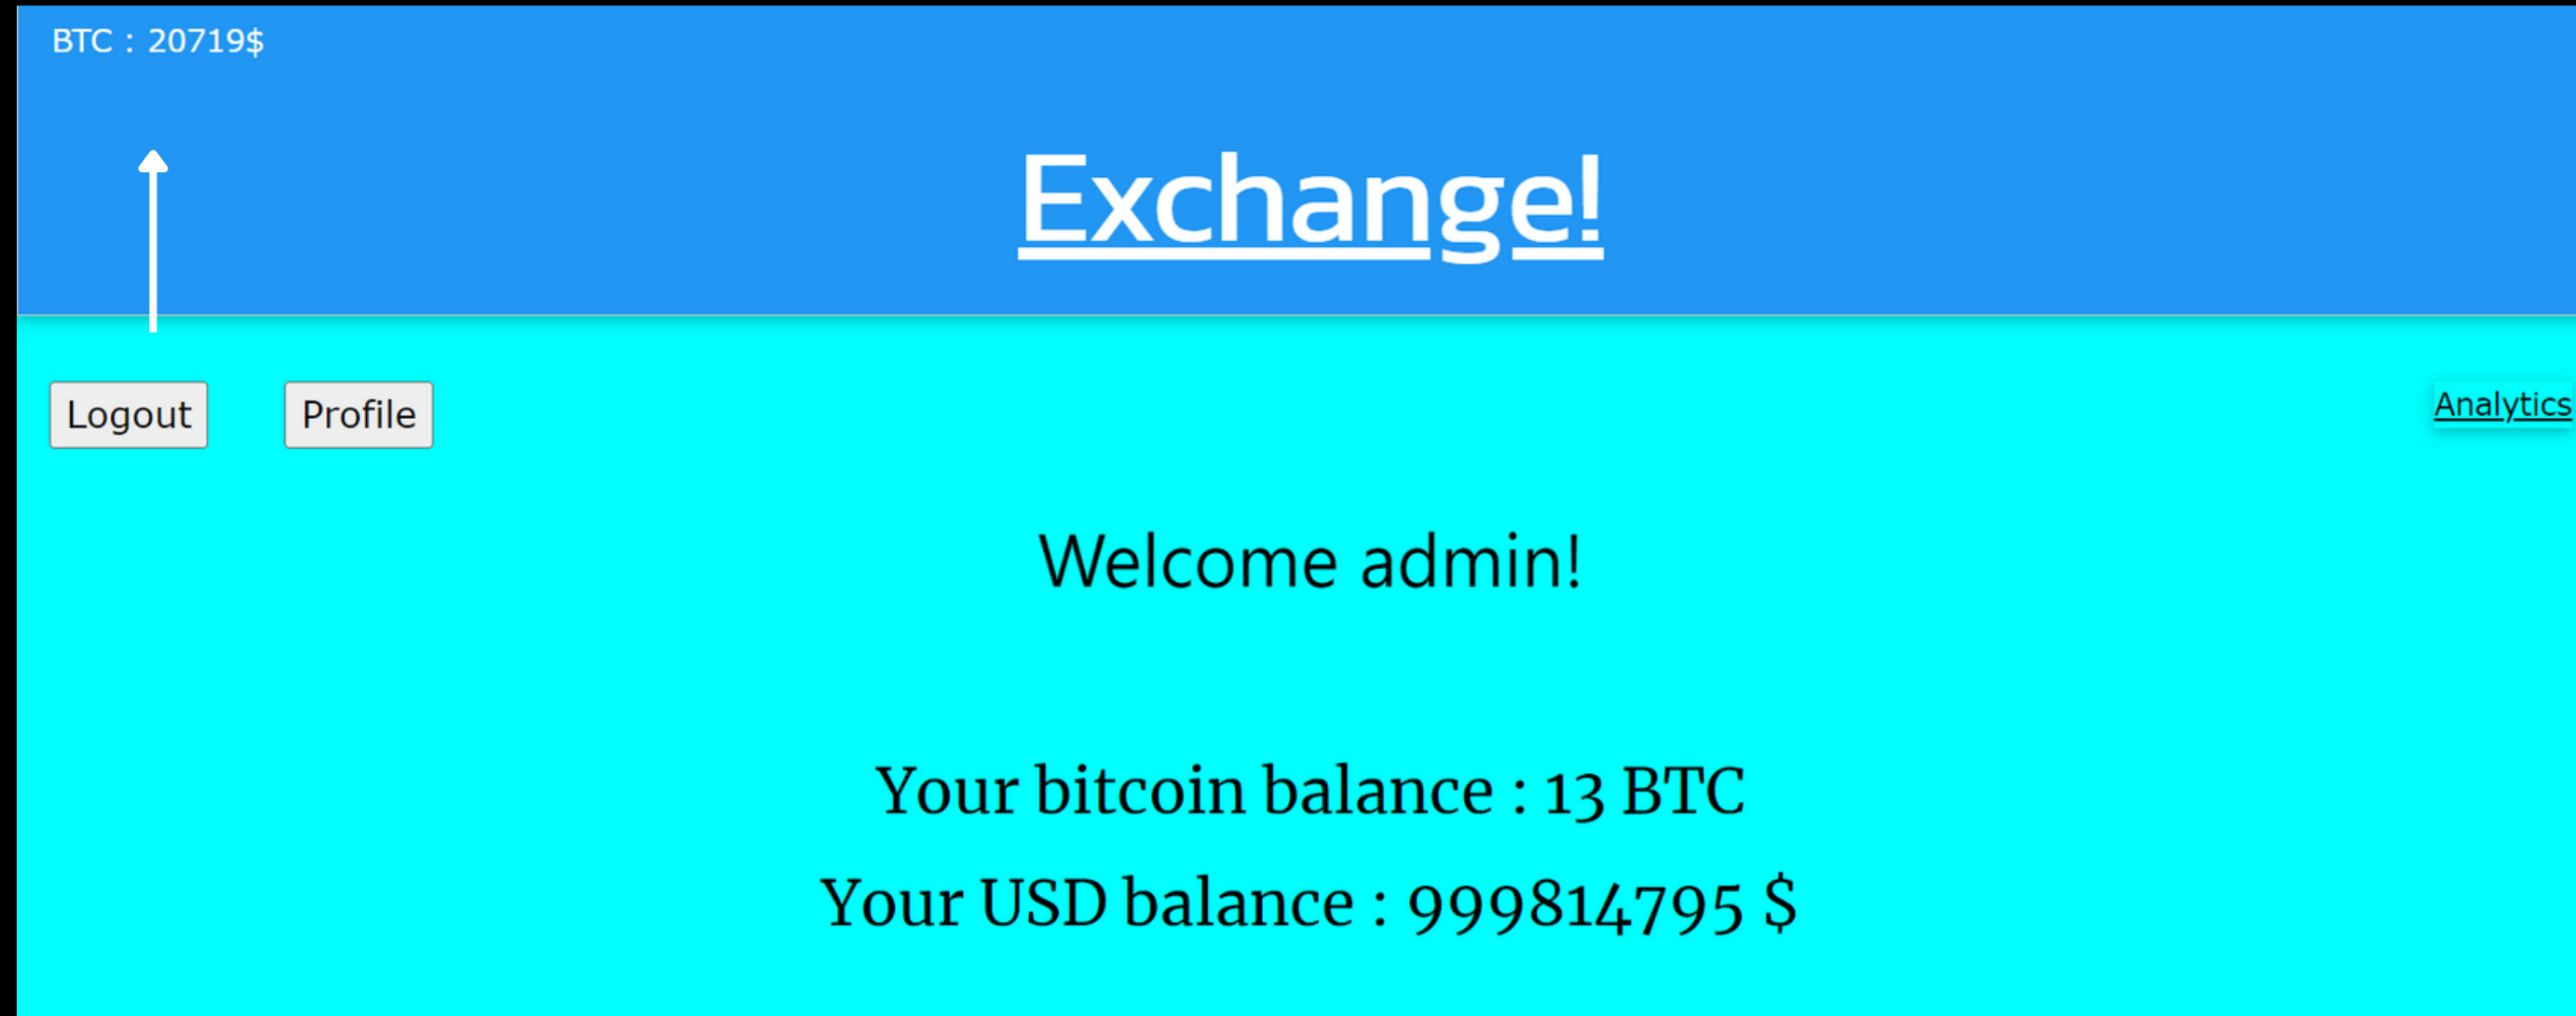 BTC : 20719$
Exchange!
Logout Profile Analytics
Welcome admin!
Your bitcoin balance : 13 BTC
Your USD balance : 999814795 $